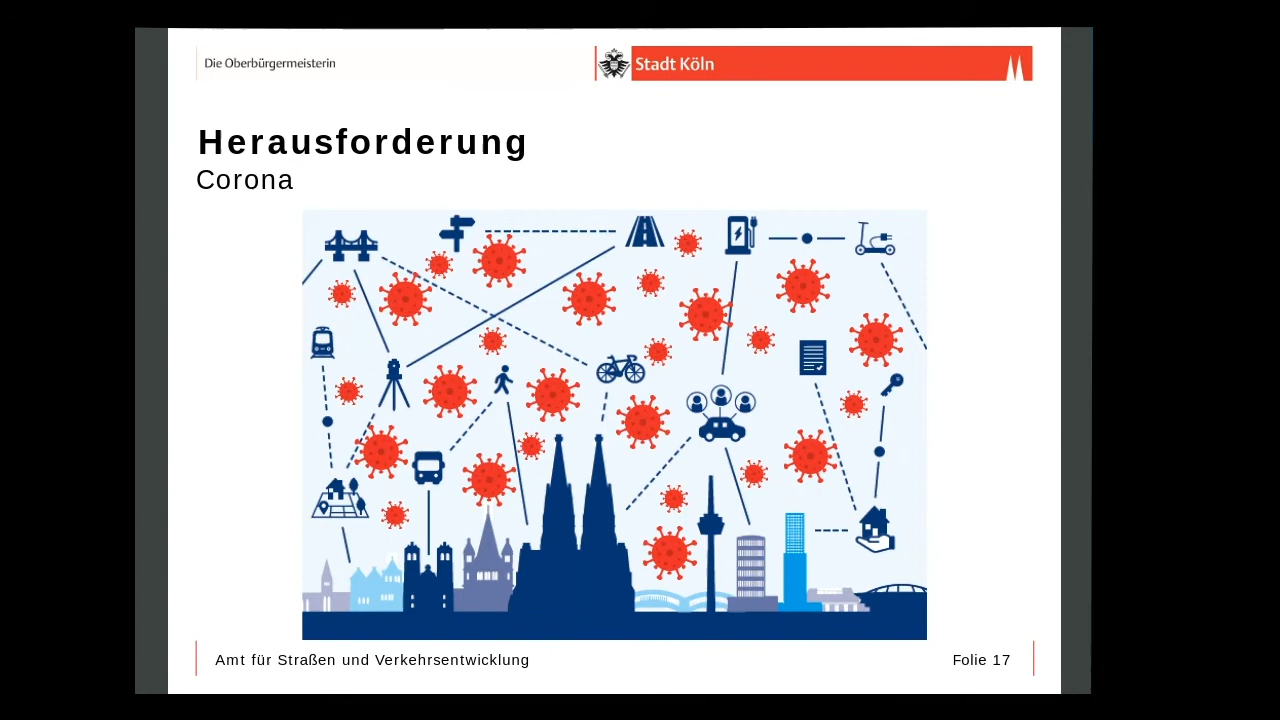 Die Oberbürgermeisterin
Stadt Köln
Herausforderung
Corona
Amt für Straßen und Verkehrsentwicklung
Folie 17